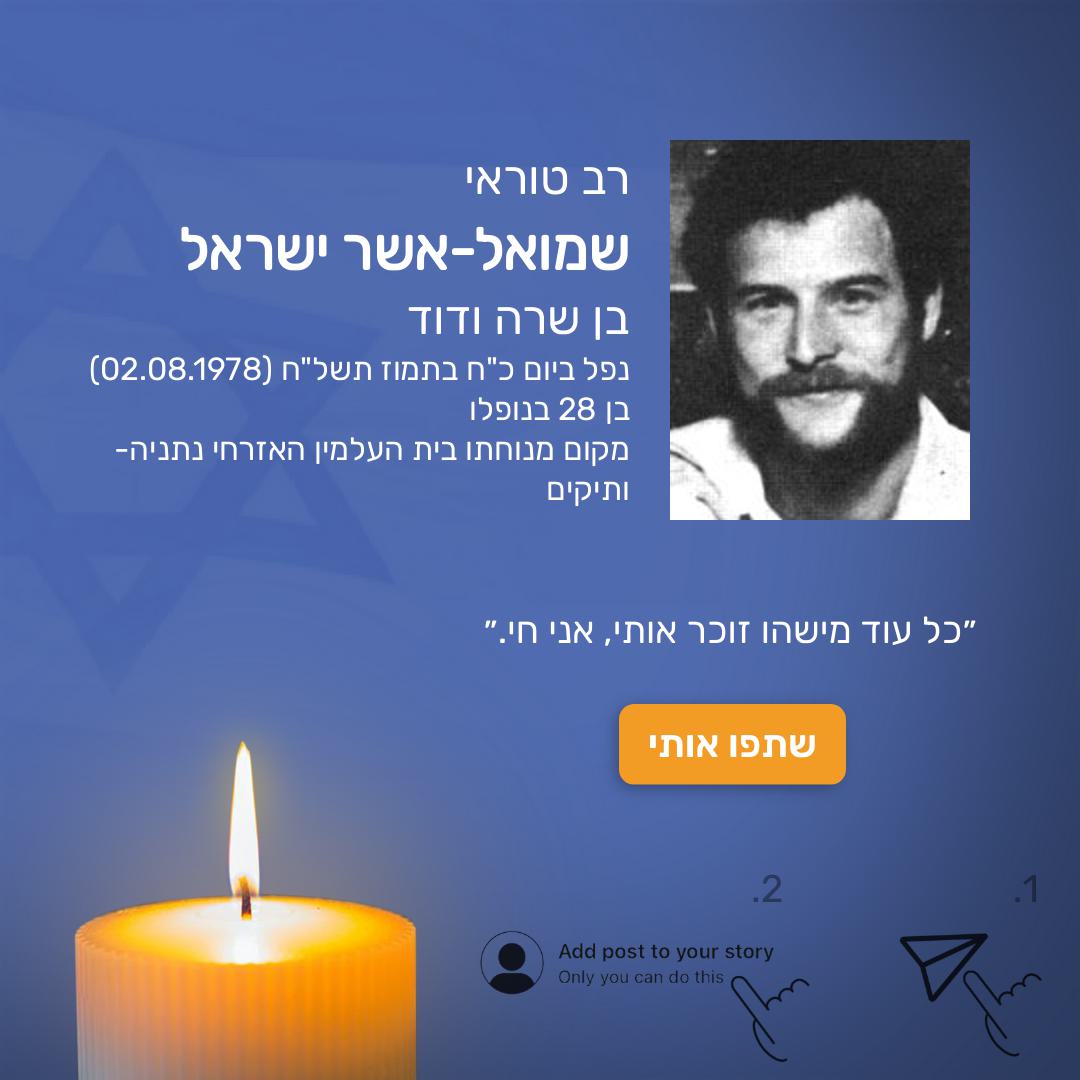 רב טוראי
שמואל-אשר ישראל
בן שרה ודוד
נפל ביום כ"ח בתמוז תשל"ח (02.08.1978)
בן 28 בנופלו
מקום מנוחתו בית העלמין האזרחי נתניה-
ותיקים
״כל עוד מישהו זוכר אותי, אני חי.״
שתפו אותי
.1
.2
Add post to your story
Only you can do this